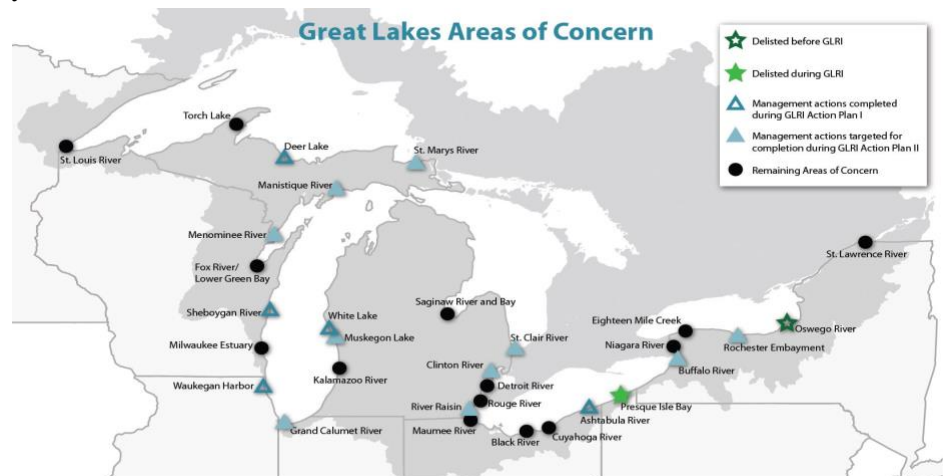 Great Lakes Areas of Concern
Delisted before GLRI
Delisted during GLRI
Management actions completed
during GLRI Action Plan I
Management actions targeted for
completion during GLRI Action Plan II
Remaining Areas of Concern
Torch Lake
St. Louis River
Deer Lake
St. Marys River
Manistique River
Menominee River
Fox River/
Lower Green Bay
Sheboygan River
Milwaukee Estuary
Waukegan Harbor
Grand Calumet River
White Lake
Muskegon Lake
Kalamazoo River
Saginaw River and Bay
St. Clair River
Clinton River
Detroit River
Rouge River
River Raisin
Maumee River
Black River
Cuyahoga River
Ashtabula River
Presque Isle Bay
Buffalo River
Niagara River
Eighteen Mile Creek
Rochester Embayment
Oswego River
St. Lawrence River